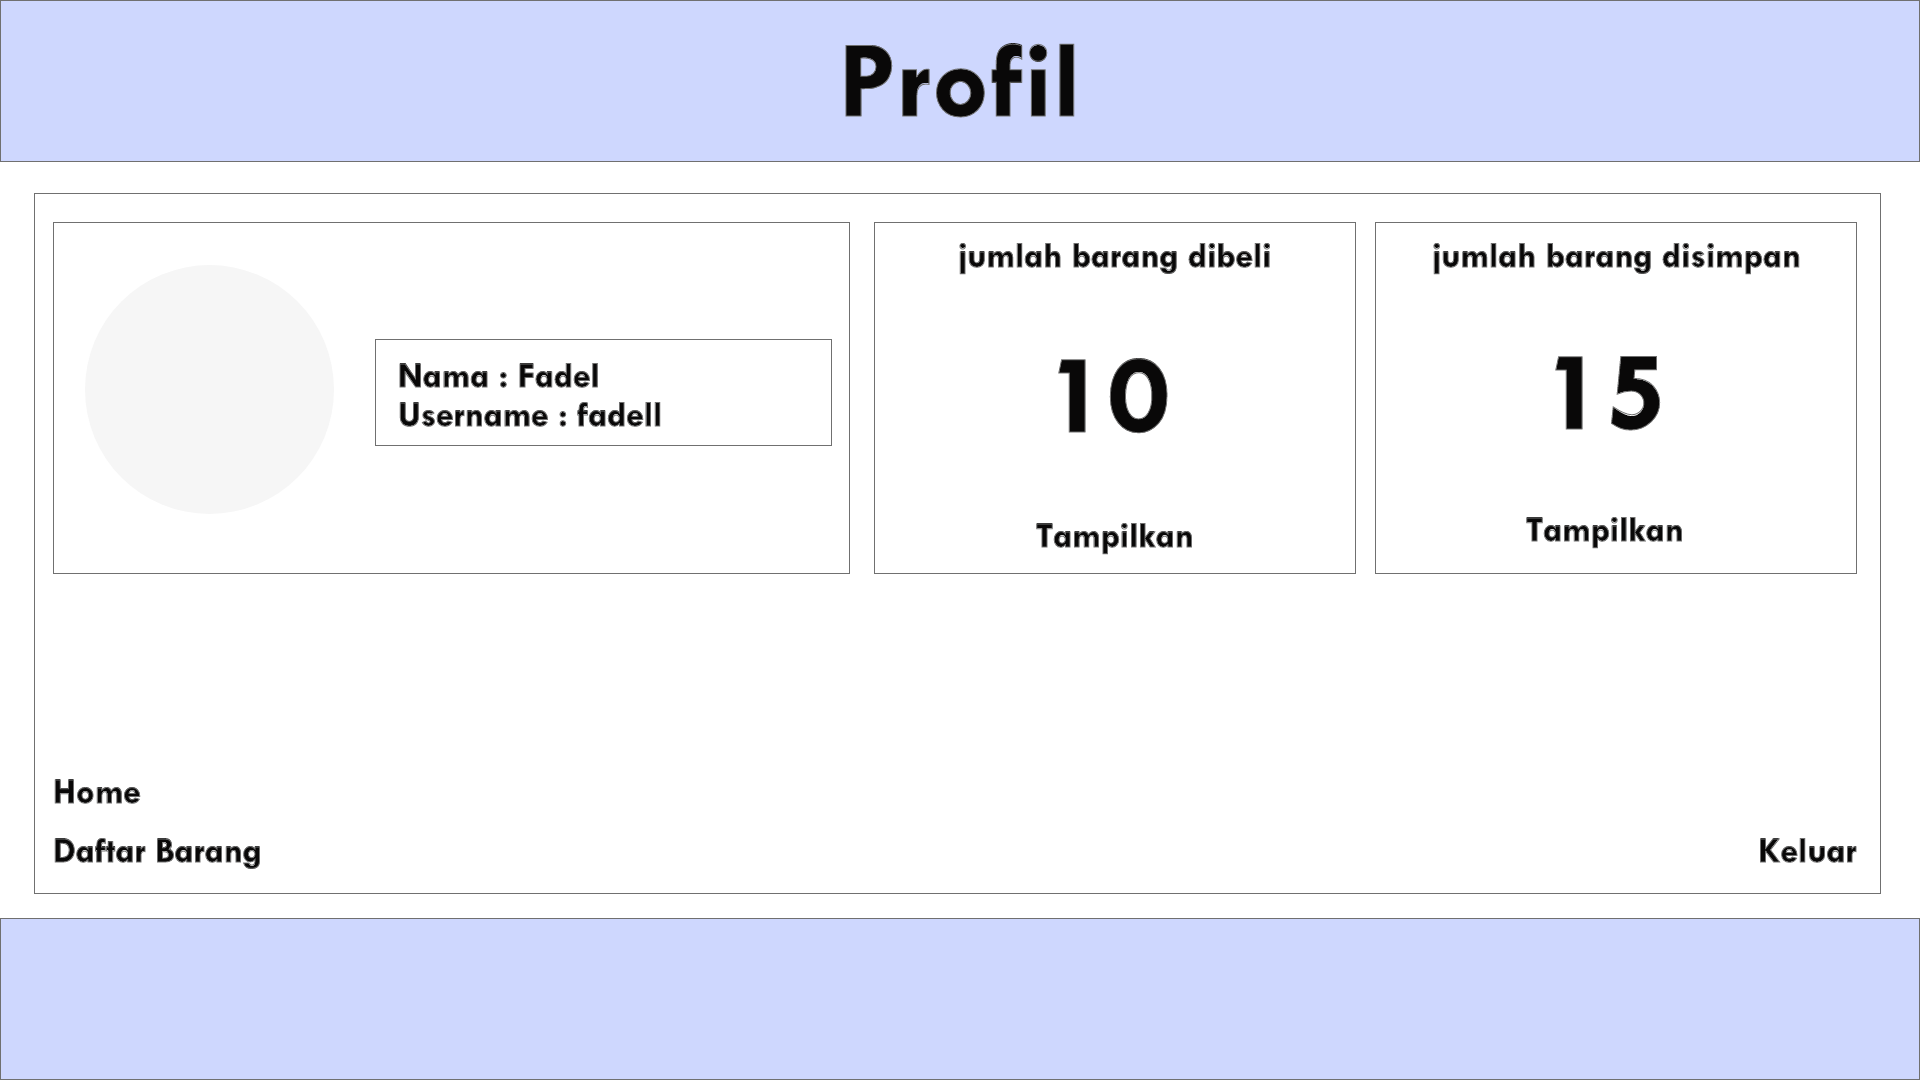 Profil
Nama : Fadel
Username : fadell
jumlah barang dibeli
10
Tampilkan
jumlah barang disimpan
15
Tampilkan
Home
Daftar Barang
Keluar